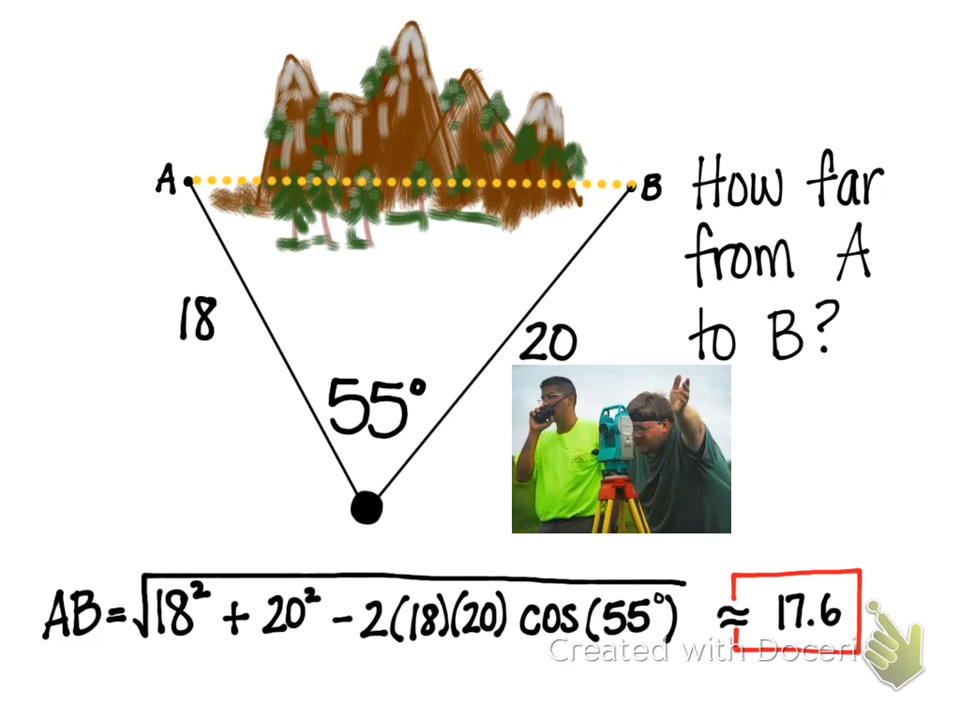 A
B
How far
from A
to B?
18
20
55°
AB = √18² + 20² - 2(18)(20) cos(55°) ≈ 17.6
Created with Doceri